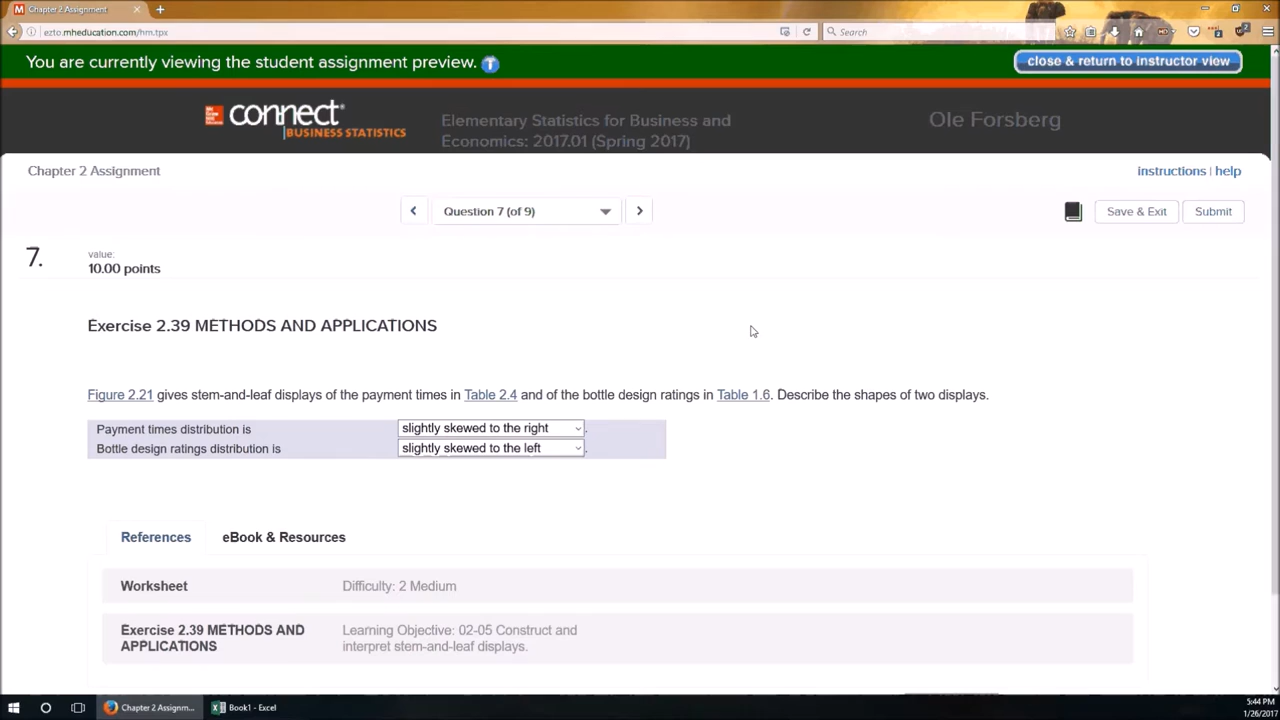 Chapter 2 Assignment
ezto.mheducation.com/hm.tpx
Search
You are currently viewing the student assignment preview.
close & return to instructor view
connect
BUSINESS STATISTICS
Elementary Statistics for Business and
Economics: 2017.01 (Spring 2017)
Ole Forsberg
Chapter 2 Assignment
instructions | help
Question 7 (of 9)
Save & Exit
Submit
7.
value:
10.00 points
Exercise 2.39 METHODS AND APPLICATIONS
Figure 2.21 gives stem-and-leaf displays of the payment times in Table 2.4 and of the bottle design ratings in Table 1.6. Describe the shapes of two displays.
Payment times distribution is slightly skewed to the right .
Bottle design ratings distribution is slightly skewed to the left .
References
eBook & Resources
Worksheet
Difficulty: 2 Medium
Exercise 2.39 METHODS AND
APPLICATIONS
Learning Objective: 02-05 Construct and
interpret stem-and-leaf displays.
Chapter 2 Assignm...
Book1 - Excel
5:44 PM
1/26/2017